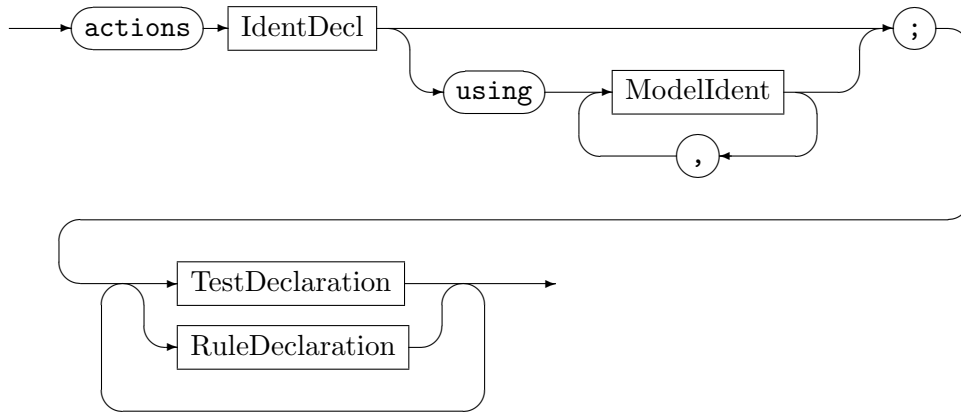 actions IdentDecl ;
using ModelIdent
,
TestDeclaration
RuleDeclaration